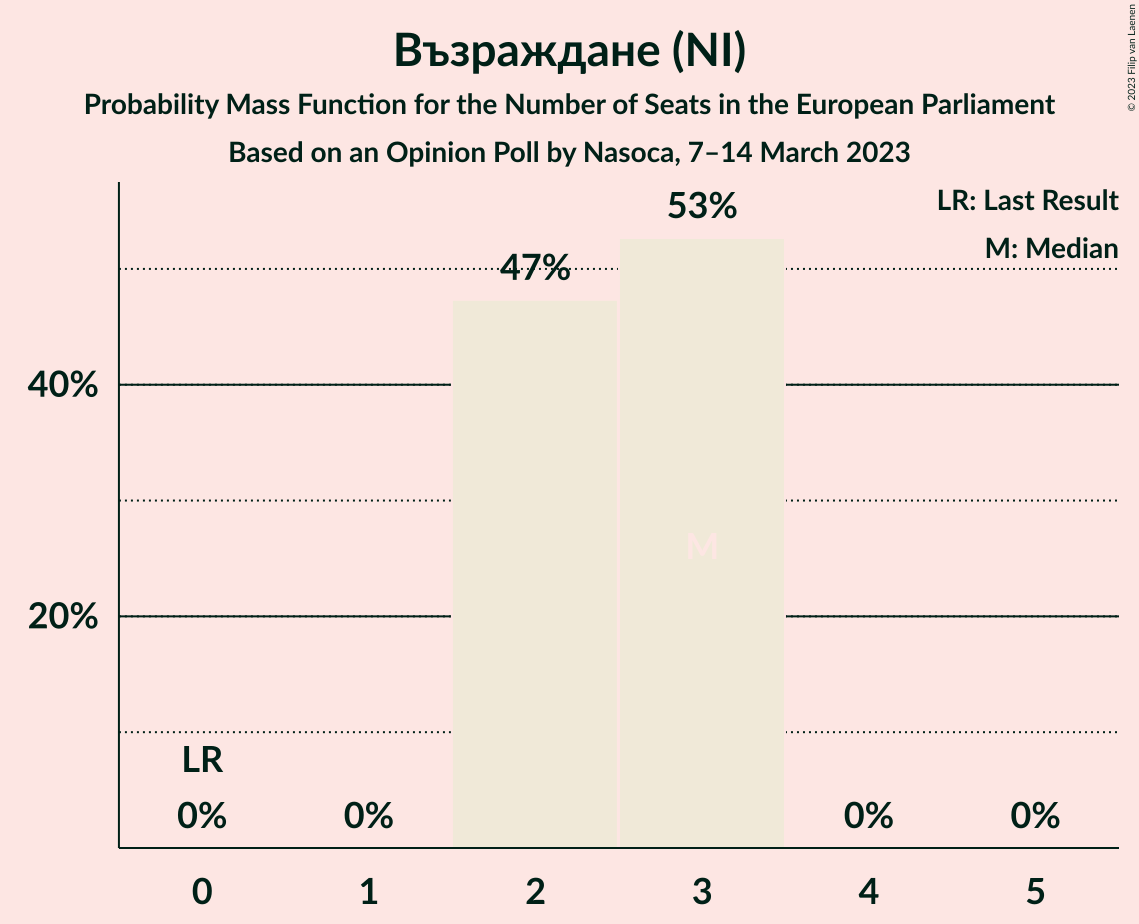 Възраждане (NI)
Probability Mass Function for the Number of Seats in the European Parliament
Based on an Opinion Poll by Nasoca, 7–14 March 2023
© 2023 Filip van Laenen
LR: Last Result
M: Median
53%
47%
40%
M
20%
LR
0% 0% 0% 0%
0 1 2 3 4 5